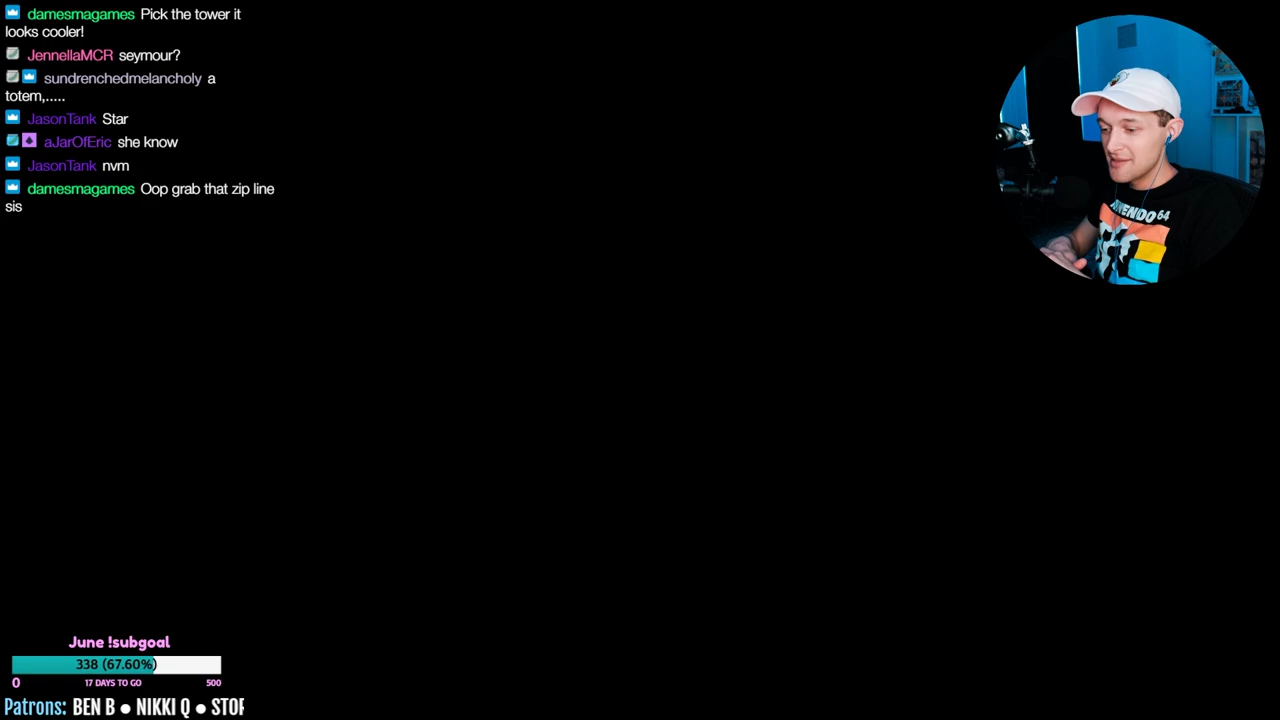 damesmagames Pick the tower it
looks cooler!
JennellaMCR seymour?
sundrenchedmelancholy a
totem,.....
JasonTank Star
aJarOfEric she know
JasonTank nvm
damesmagames Oop grab that zip line
sis
64
June !subgoal
338 (67.60%)
0 17 DAYS TO GO 500
Patrons: BEN B ● NIKKI Q ●